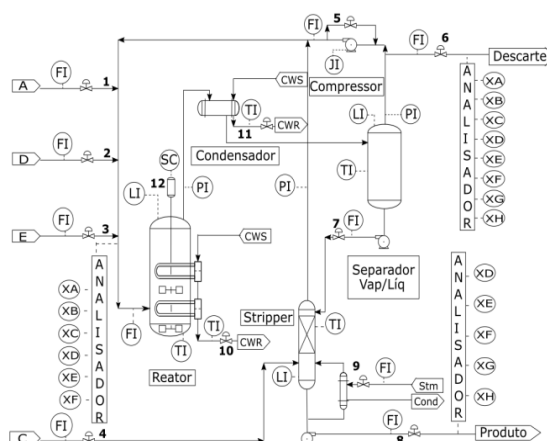 5
FI
FI
6
Descarte
JI
Compressor
A
FI
1
CWS
TI
CWR
11
Condensador
LI
PI
XA
XB
XC
XD
XE
XF
XG
XH
ANALISADOR
D
FI
2
SC
12
LI
PI
PI
TI
E
FI
3
CWS
7
FI
Separador
Vap/Líq
ANALISADOR
XA
XB
XC
XD
XE
XF
FI
TI
TI
10
CWR
Reator
Stripper
TI
LI
9
FI
Stm
Cond
ANALISADOR
XD
XE
XF
XG
XH
C
FI
4
FI
8
Produto